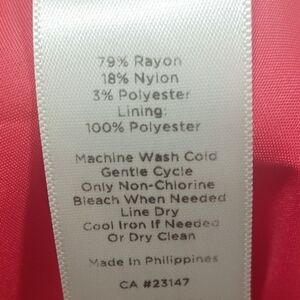 79% Rayon
18% Nylon
3% Polyester
Lining:
100% Polyester
Machine Wash Cold
Gentle Cycle
Only Non-Chlorine
Bleach When Needed
Line Dry
Cool Iron If Needed
Or Dry Clean
Made In Philippines
CA #23147